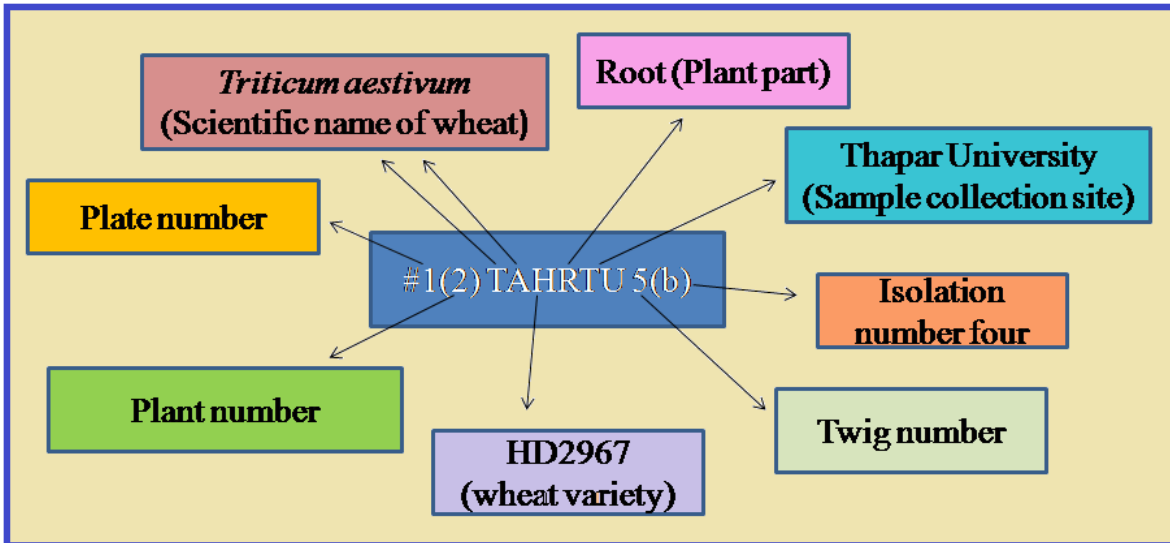 Triticum aestivum
(Scientific name of wheat)
Root (Plant part)
Thapar University
(Sample collection site)
Plate number
#1(2) TAHRTU 5(b)
Isolation
number four
Plant number
HD2967
(wheat variety)
Twig number